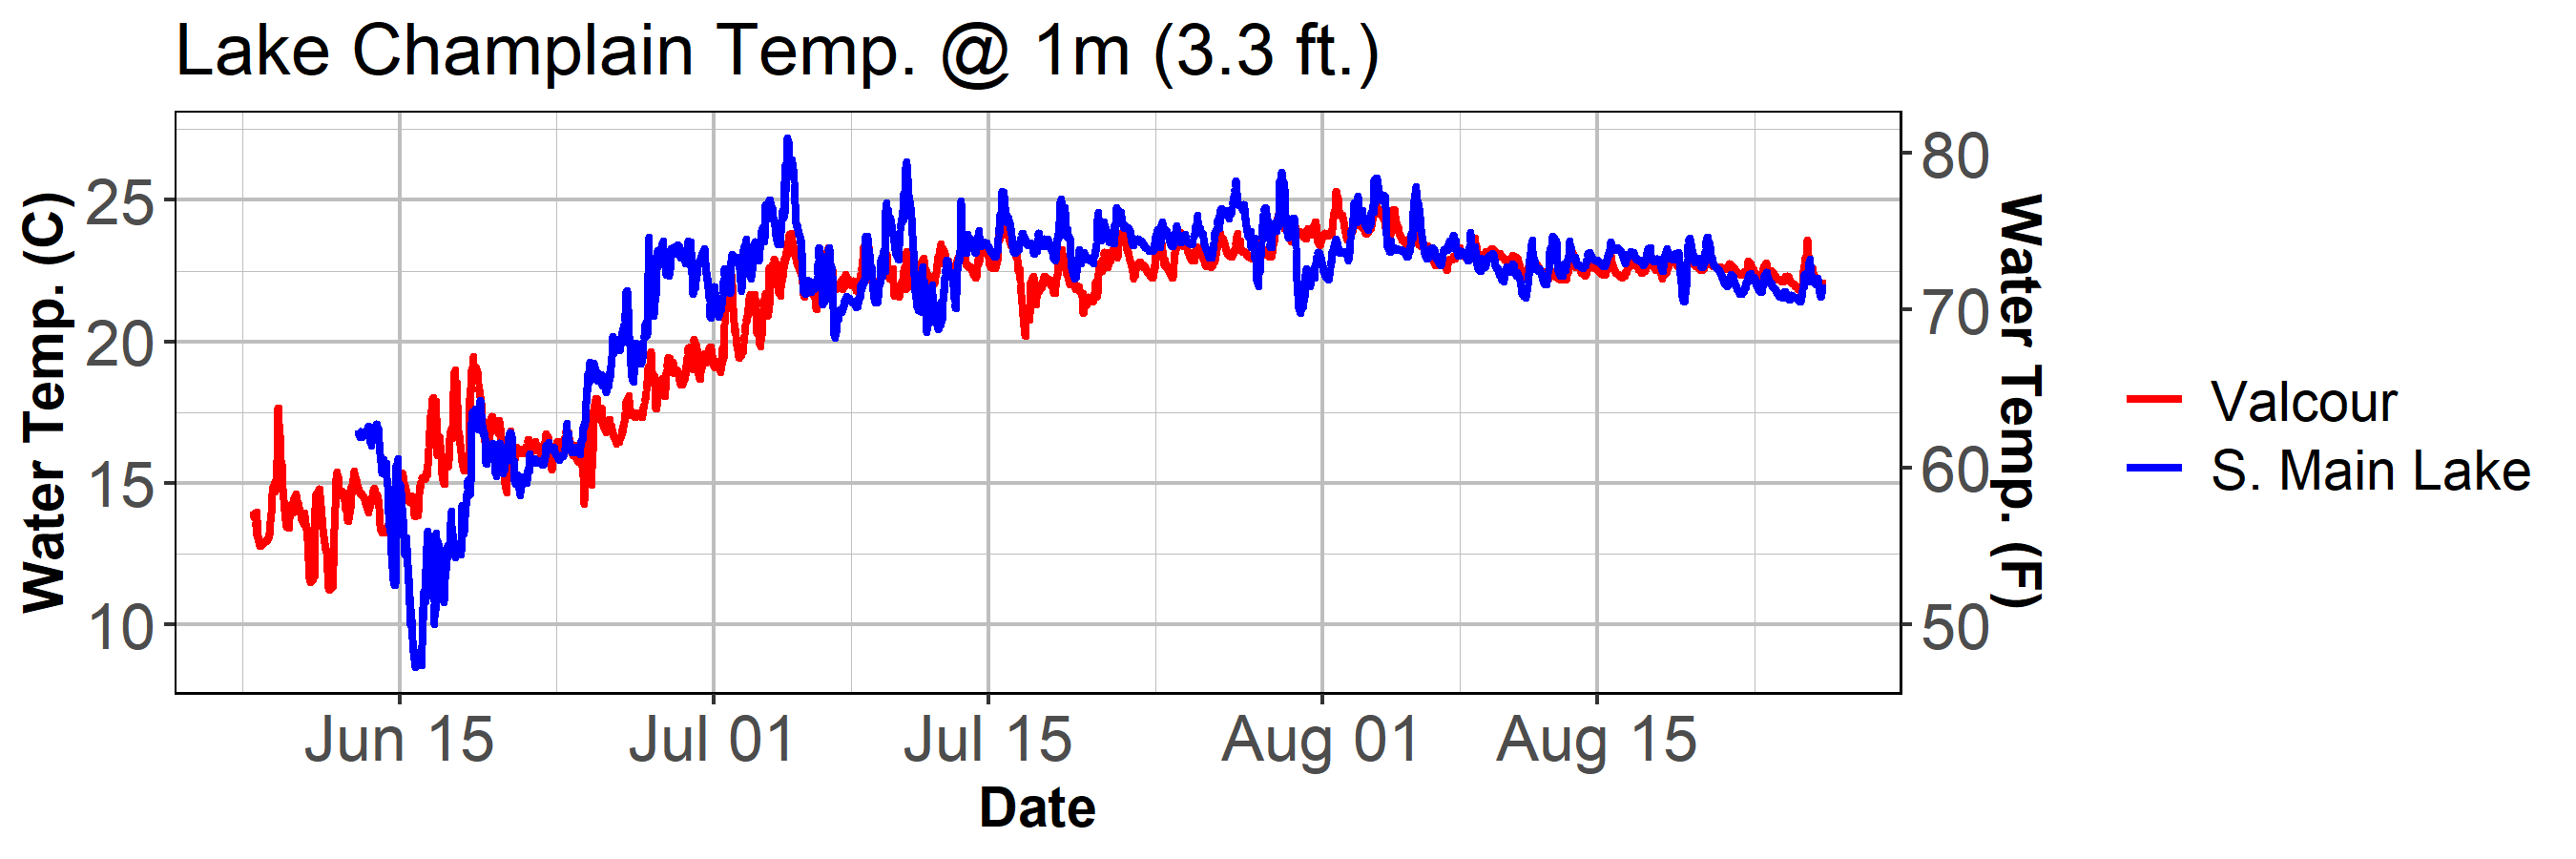 Lake Champlain Temp. @ 1m (3.3 ft.)
Water Temp. (C)
25
20
15
10
80
70
60
50
Water Temp. (F)
Jun 15
Jul 01
Jul 15
Aug 01
Aug 15
Date
Valcour
S. Main Lake